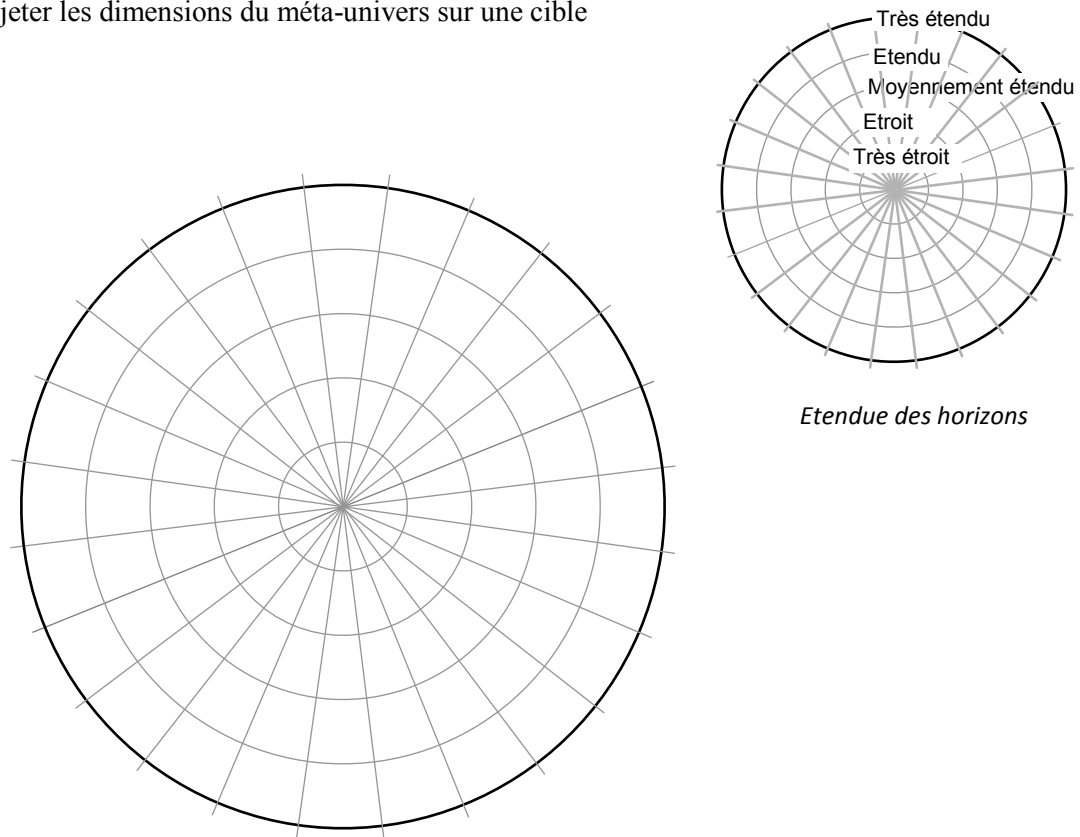 jeter les dimensions du méta-univers sur une cible
Très étendu
Etendu
Moyennement étendu
Etroit
Très étroit
Etendue des horizons